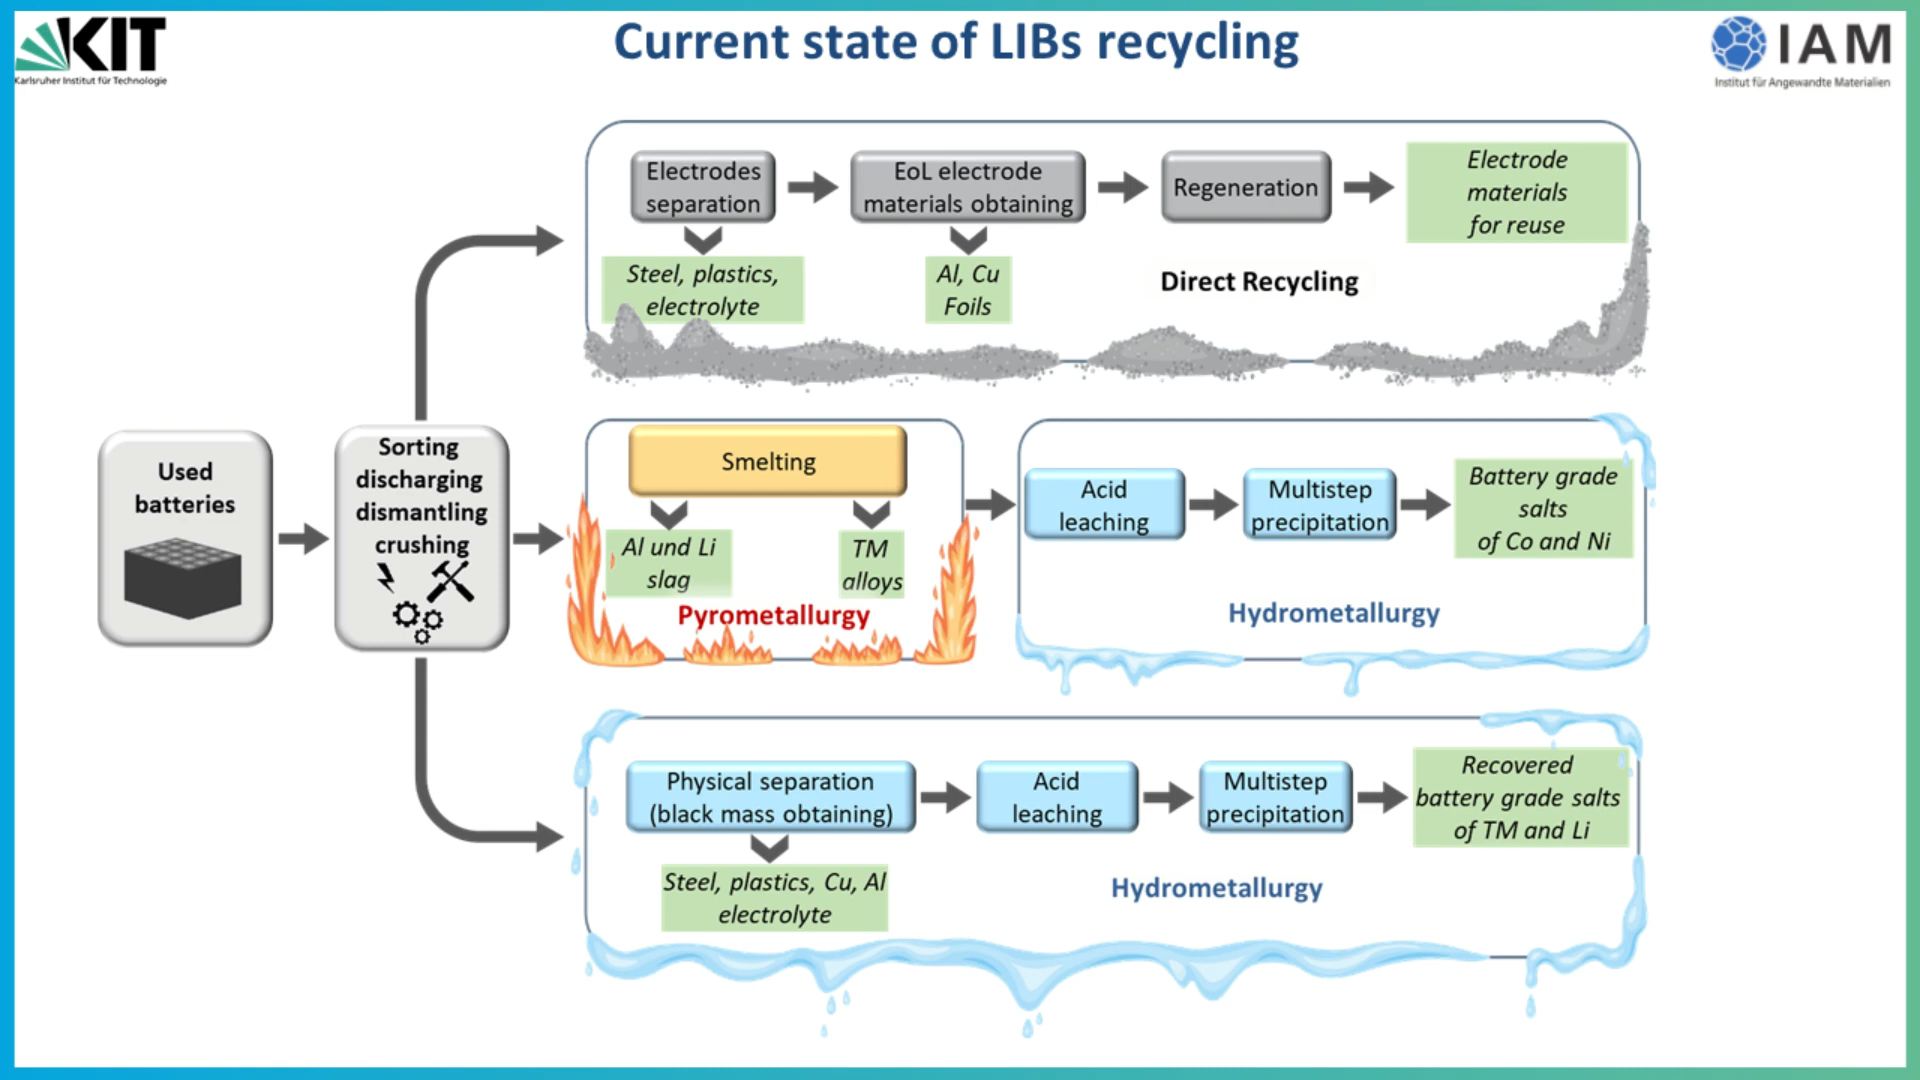 KIT
Karlsruher Institut für Technologie
Current state of LIBs recycling
IAM
Institut für Angewandte Materialien
Electrodes
separation
EoL electrode
materials obtaining
Regeneration
Electrode
materials
for reuse
Steel, plastics,
electrolyte
Al, Cu
Foils
Direct Recycling
Used
batteries
Sorting
discharging
dismantling
crushing
Smelting
Al und Li
slag
TM
alloys
Pyrometallurgy
Acid
leaching
Multistep
precipitation
Battery grade
salts
of Co and Ni
Hydrometallurgy
Physical separation
(black mass obtaining)
Acid
leaching
Multistep
precipitation
Recovered
battery grade salts
of TM and Li
Steel, plastics, Cu, Al
electrolyte
Hydrometallurgy